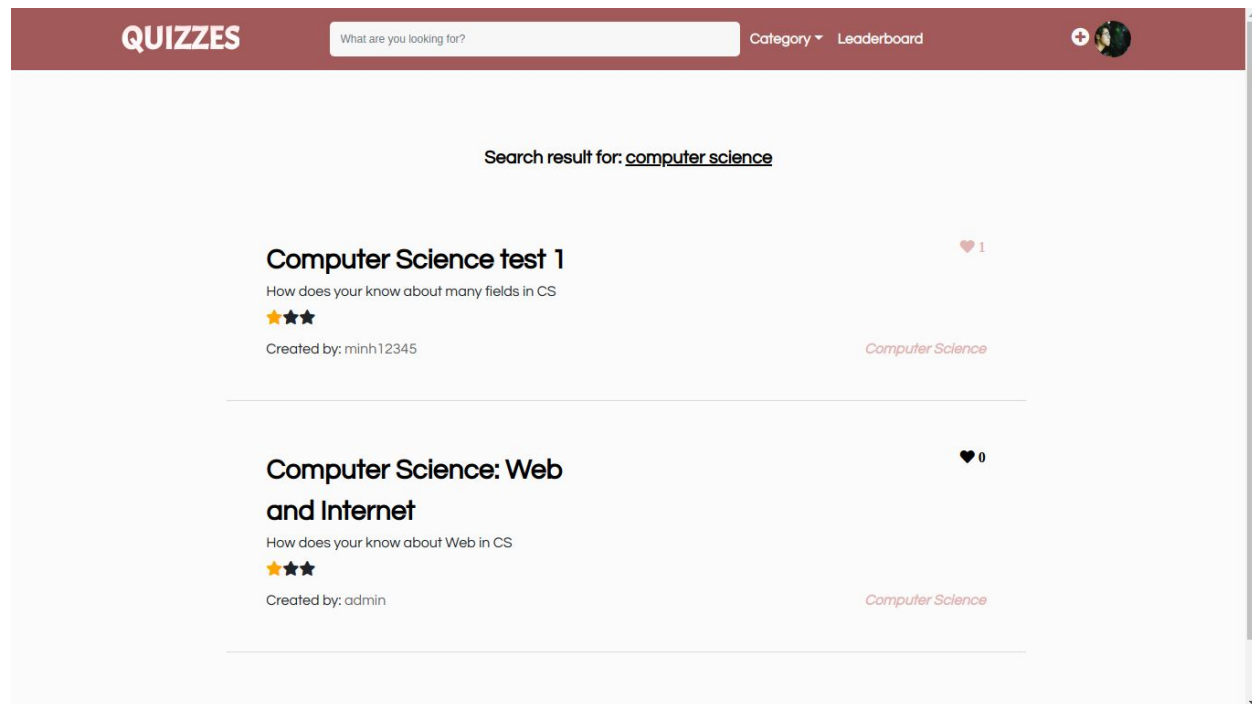 QUIZZES
What are you looking for?
Category
Leaderboard
Search result for: computer science
Computer Science test 1
1
How does your know about many fields in CS
Created by: minh12345
Computer Science
Computer Science: Web
and Internet
0
How does your know about Web in CS
Created by: admin
Computer Science